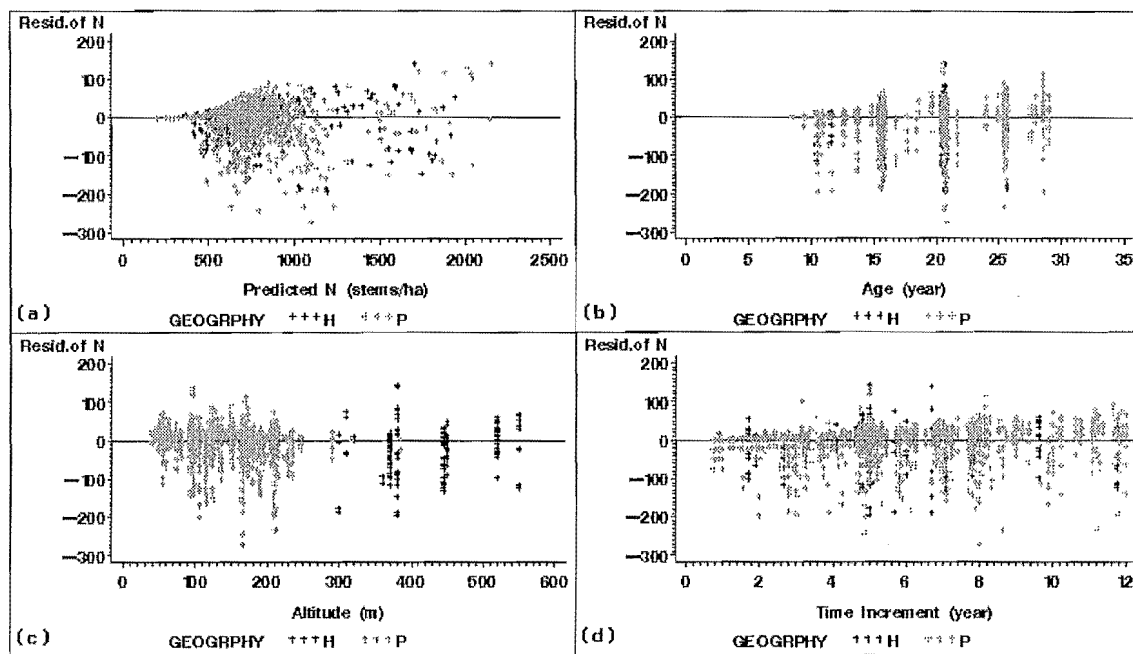 Resid.of N
200
100
0
−100
−200
−300
0 500 1000 1500 2000 2500
Predicted N (stems/ha)
(a) GEOGRPHY +++H +++P
Resid.of N
200
100
0
−100
−200
−300
0 5 10 15 20 25 30 35
Age (year)
(b) GEOGRPHY +++H +++P
Resid.of N
200
100
0
−100
−200
−300
0 100 200 300 400 500 600
Altitude (m)
(c) GEOGRPHY +++H +++P
Resid.of N
200
100
0
−100
−200
−300
0 2 4 6 8 10 12
Time Increment (year)
(d) GEOGRPHY +++H +++P